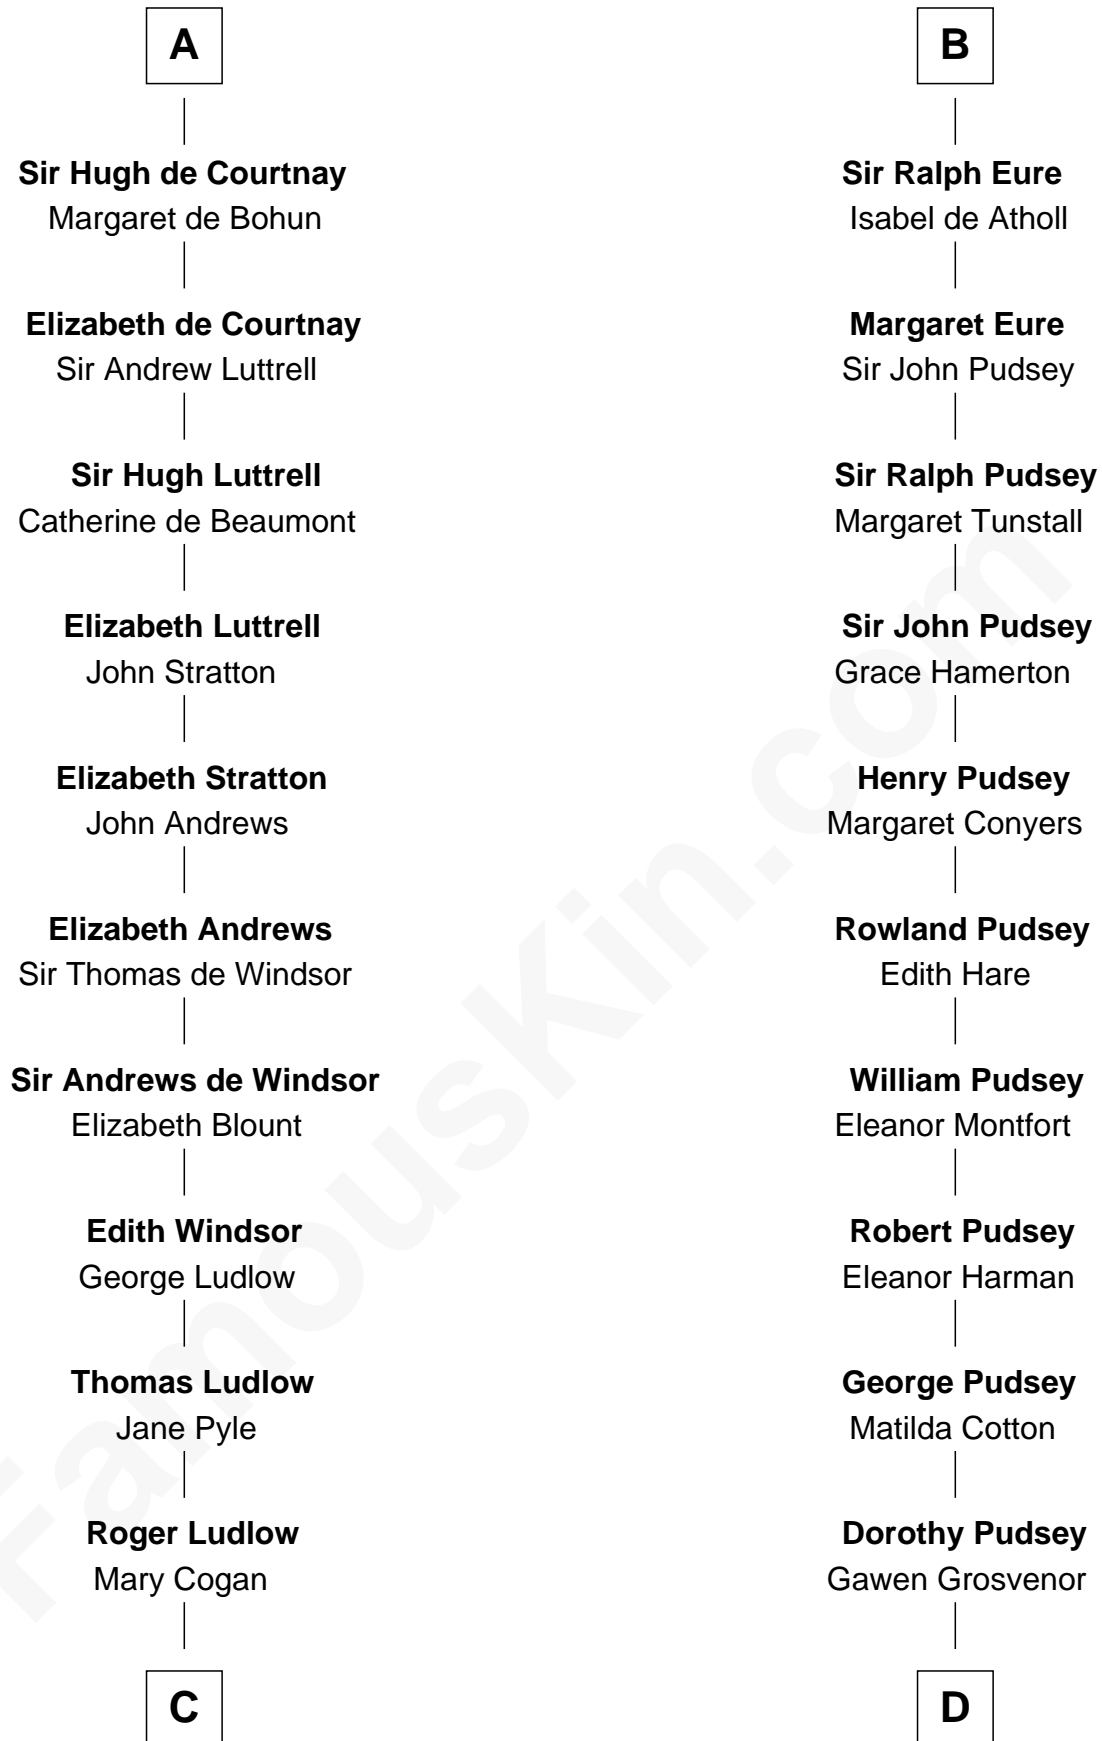 A
Sir Hugh de Courtnay
Margaret de Bohun
Elizabeth de Courtnay
Sir Andrew Luttrell
Sir Hugh Luttrell
Catherine de Beaumont
Elizabeth Luttrell
John Stratton
Elizabeth Stratton
John Andrews
Elizabeth Andrews
Sir Thomas de Windsor
Sir Andrews de Windsor
Elizabeth Blount
Edith Windsor
George Ludlow
Thomas Ludlow
Jane Pyle
Roger Ludlow
Mary Cogan
C
B
Sir Ralph Eure
Isabel de Atholl
Margaret Eure
Sir John Pudsey
Sir Ralph Pudsey
Margaret Tunstall
Sir John Pudsey
Grace Hamerton
Henry Pudsey
Margaret Conyers
Rowland Pudsey
Edith Hare
William Pudsey
Eleanor Montfort
Robert Pudsey
Eleanor Harman
George Pudsey
Matilda Cotton
Dorothy Pudsey
Gawen Grosvenor
D
FamousKin.com